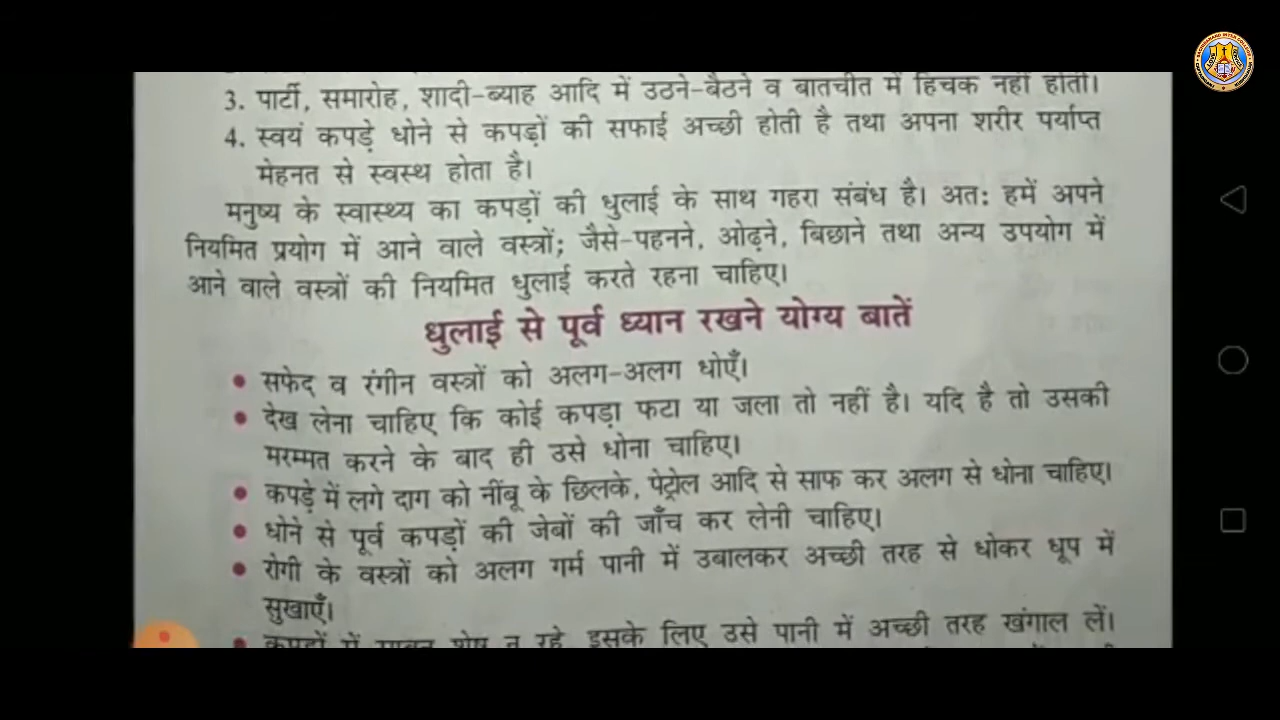 3. पार्टी, समारोह, शादी-ब्याह आदि में उठने-बैठने व बातचीत में हिचक नहीं होती।
4. स्वयं कपड़े धोने से कपड़ों की सफाई अच्छी होती है तथा अपना शरीर पर्याप्त
मेहनत से स्वस्थ होता है।
मनुष्य के स्वास्थ्य का कपड़ों की धुलाई के साथ गहरा संबंध है। अतः हमें अपने
नियमित प्रयोग में आने वाले वस्त्रों; जैसे-पहनने, ओढ़ने, बिछाने तथा अन्य उपयोग में
आने वाले वस्त्रों की नियमित धुलाई करते रहना चाहिए।
धुलाई से पूर्व ध्यान रखने योग्य बातें
• सफेद व रंगीन वस्त्रों को अलग-अलग धोएँ।
• देख लेना चाहिए कि कोई कपड़ा फटा या जला तो नहीं है। यदि है तो उसकी
मरम्मत करने के बाद ही उसे धोना चाहिए।
• कपड़े में लगे दाग को नींबू के छिलके, पेट्रोल आदि से साफ कर अलग से धोना चाहिए।
• धोने से पूर्व कपड़ों की जेबों की जाँच कर लेनी चाहिए।
• रोगी के वस्त्रों को अलग गर्म पानी में उबालकर अच्छी तरह से धोकर धूप में
सुखाएँ।
• कपड़ों में साबुन शेष न रहे, इसके लिए उसे पानी में अच्छी तरह खंगाल लें।